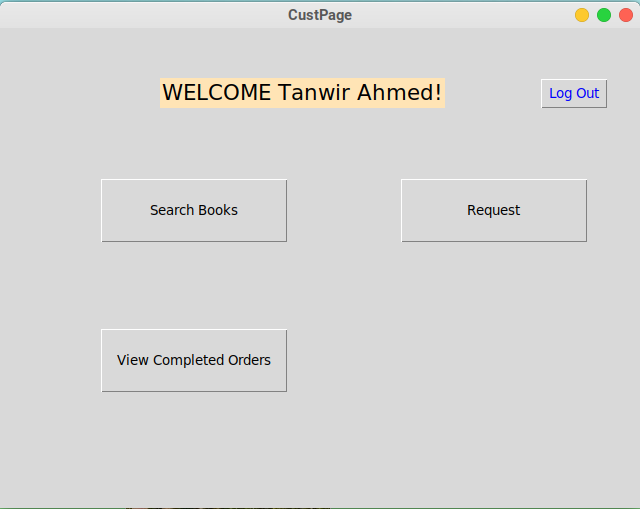 CustPage
WELCOME Tanwir Ahmed!
Log Out
Search Books
Request
View Completed Orders